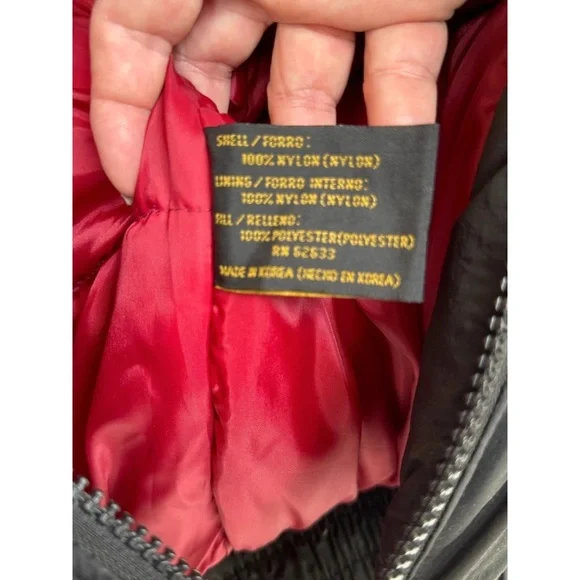 SHELL/FORRO:
100% NYLON(NYLON)
LINING/FORRO INTERNO:
100% NYLON (NYLON)
FILL/RELLENO:
100% POLYESTER(POLYESTER)
RN 52633
MADE IN KOREA (HECHO EN KOREA)